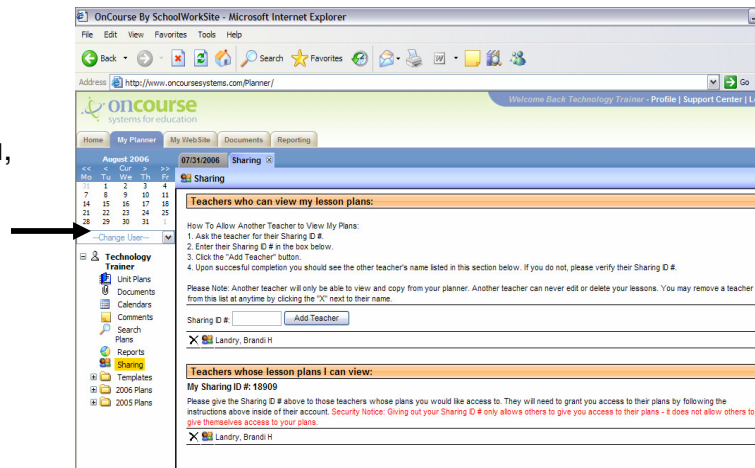 l,
OnCourse By SchoolWorkSite - Microsoft Internet Explorer
File Edit View Favorites Tools Help
Back Search Favorites
Address http://www.oncoursesystems.com/Planner/ Go
oncourse
systems for education
Welcome Back Technology Trainer - Profile | Support Center | L
Home My Planner My WebSite Documents Reporting
August 2006
<< < Cur > >>
Mo Tu We Th Fr
31 1 2 3 4
7 8 9 10 11
14 15 16 17 18
21 22 23 24 25
28 29 30 31 1
--Change User--
Technology
Trainer
Unit Plans
Documents
Calendars
Comments
Search
Plans
Reports
Sharing
Templates
2006 Plans
2005 Plans
07/31/2006 Sharing
Sharing
Teachers who can view my lesson plans:
How To Allow Another Teacher to View My Plans:
1. Ask the teacher for their Sharing ID #.
2. Enter their Sharing ID # in the box below.
3. Click the "Add Teacher" button.
4. Upon succesful completion you should see the other teacher's name listed in this section below. If you do not, please verify their Sharing ID #.
Please Note: Another teacher will only be able to view and copy from your planner. Another teacher can never edit or delete your lessons. You may remove a teacher
from this list at anytime by clicking the "X" next to their name.
Sharing ID #: Add Teacher
Landry, Brandi H
Teachers whose lesson plans I can view:
My Sharing ID #: 18909
Please give the Sharing ID # above to those teachers whose plans you would like access to. They will need to grant you access to their plans by following the
instructions above inside of their account. Security Notice: Giving out your Sharing ID # only allows others to give you access to their plans - it does not allow others to
give themselves access to your plans.
Landry, Brandi H